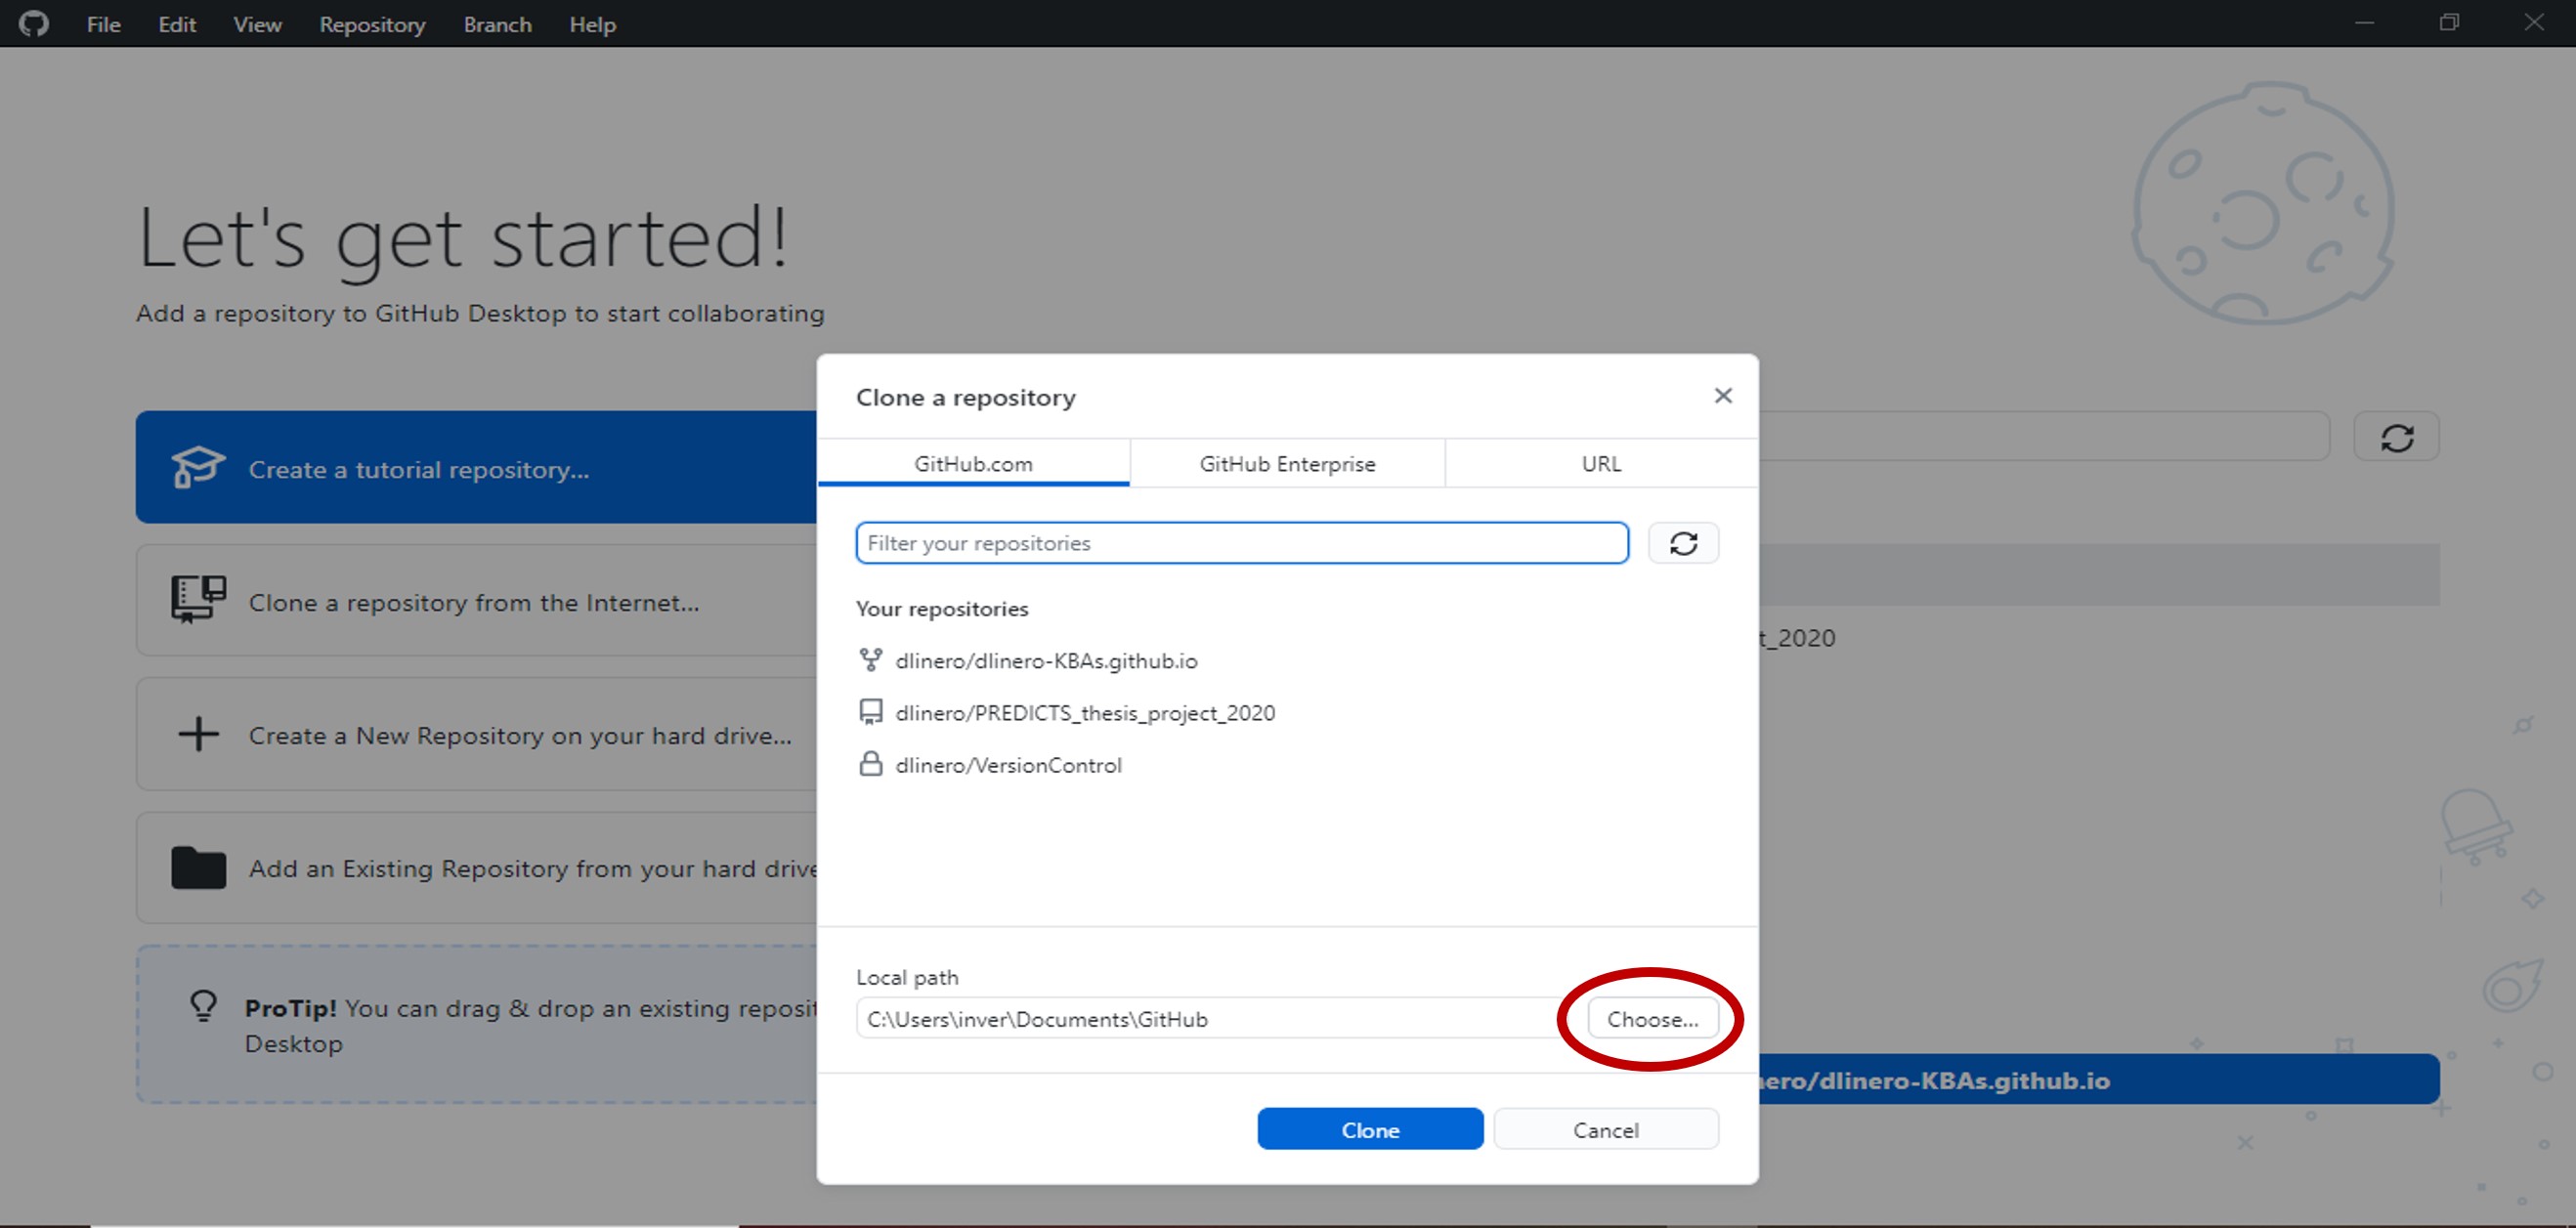 File Edit View Repository Branch Help
Let's get started!
Add a repository to GitHub Desktop to start collaborating
Create a tutorial repository...
Clone a repository from the Internet...
Create a New Repository on your hard drive...
Add an Existing Repository from your hard drive
ProTip! You can drag & drop an existing reposit
Desktop
Clone a repository
GitHub.com GitHub Enterprise URL
Filter your repositories
Your repositories
dlinero/dlinero-KBAs.github.io
dlinero/PREDICTS_thesis_project_2020
dlinero/VersionControl
Local path
C:\Users\inver\Documents\GitHub Choose...
Clone Cancel
t_2020
nero/dlinero-KBAs.github.io